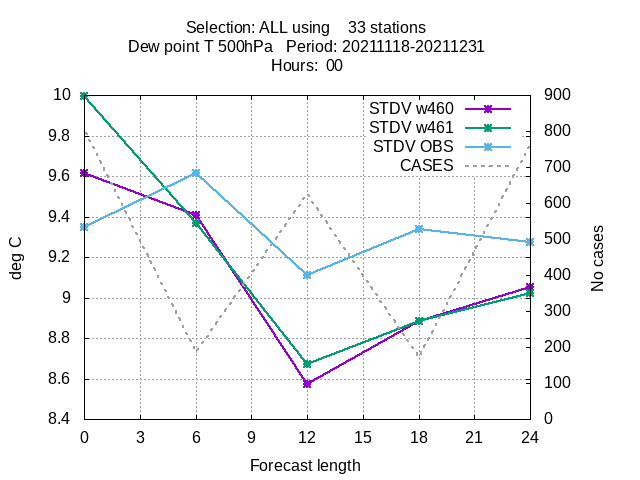 Selection: ALL using    33 stations
Dew point T 500hPa   Period: 20211118-20211231
Hours:  00
10
9.8
9.6
9.4
9.2
9
8.8
8.6
8.4
deg C
STDV w460
STDV w461
STDV OBS
CASES
900
800
700
600
500
400
300
200
100
0
No cases
0 3 6 9 12 15 18 21 24
Forecast length